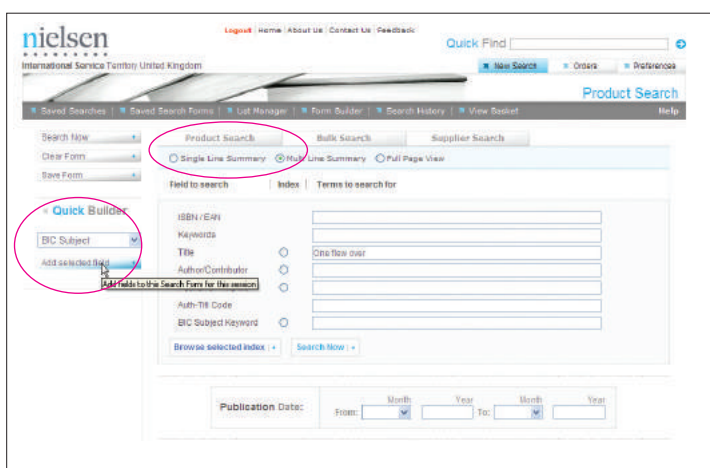 nielsen
Logout Home About Us Contact Us Feedback
Quick Find
International Service Territory United Kingdom
New Search Orders Preferences
Product Search
Saved Searches Saved Search Forms List Manager Form Builder Search History View Basket Help
Search Now
Clear Form
Save Form
Product Search Bulk Search Supplier Search
Single Line Summary Multi Line Summary Full Page View
Field to search Index Terms to search for
Quick Builder
BIC Subject
Add selected field
Add fields to this Search Form for this session
ISBN / EAN
Keywords
Title One flew over
Author/Contributor
Auth-Titl Code
BIC Subject Keyword
Browse selected index Search Now
Publication Date:
Month Year Month Year
From: To: